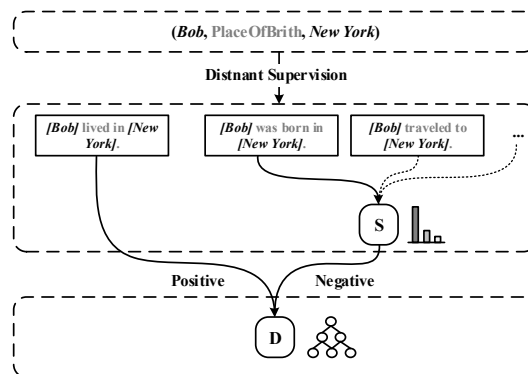 (Bob, PlaceOfBrith, New York)
Distnant Supervision
[Bob] lived in [New
York].
[Bob] was born in
[New York].
[Bob] traveled to
[New York].
...
S
Positive
Negative
D